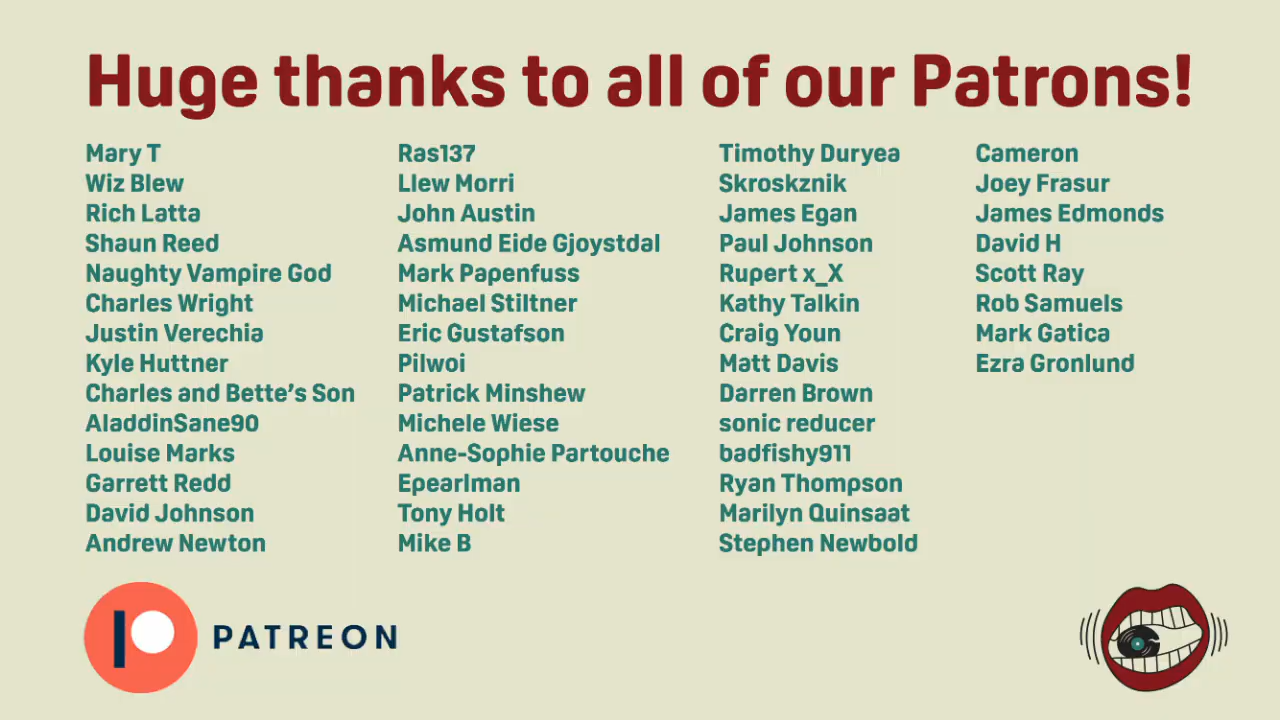 Huge thanks to all of our Patrons!
Mary T
Wiz Blew
Rich Latta
Shaun Reed
Naughty Vampire God
Charles Wright
Justin Verechia
Kyle Huttner
Charles and Bette's Son
AladdinSane90
Louise Marks
Garrett Redd
David Johnson
Andrew Newton
Ras137
Llew Morri
John Austin
Asmund Eide Gjoystdal
Mark Papenfuss
Michael Stiltner
Eric Gustafson
Pilwoi
Patrick Minshew
Michele Wiese
Anne-Sophie Partouche
Epearlman
Tony Holt
Mike B
Timothy Duryea
Skroskznik
James Egan
Paul Johnson
Rupert x_X
Kathy Talkin
Craig Youn
Matt Davis
Darren Brown
sonic reducer
badfishy911
Ryan Thompson
Marilyn Quinsaat
Stephen Newbold
Cameron
Joey Frasur
James Edmonds
David H
Scott Ray
Rob Samuels
Mark Gatica
Ezra Gronlund
PATREON